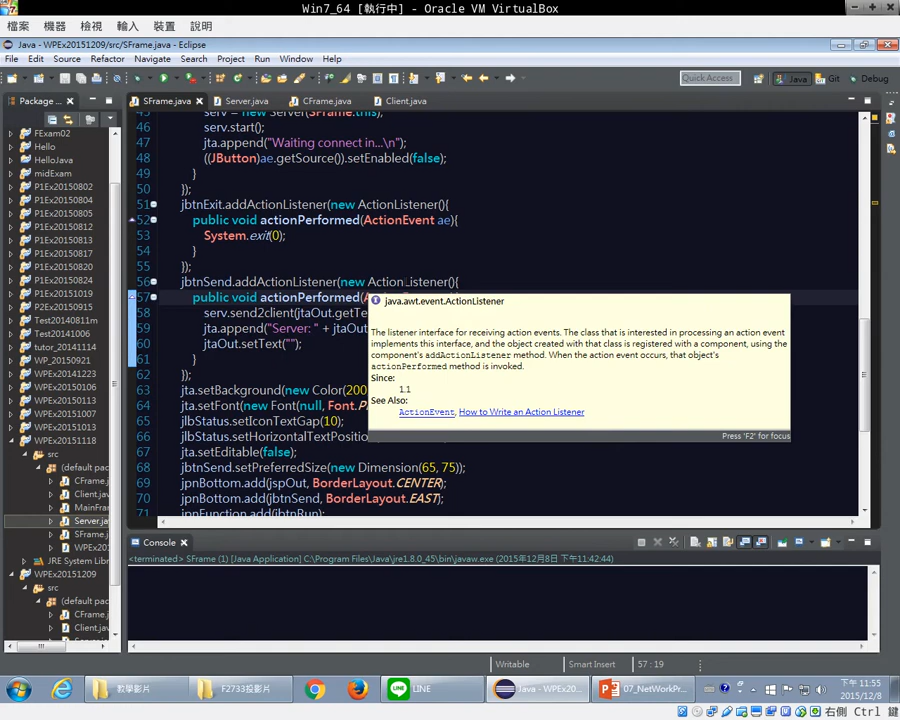 Win7_64 [執行中] - Oracle VM VirtualBox
檔案 機器 檢視 輸入 裝置 說明
Java - WPEx20151209/src/SFrame.java - Eclipse
File Edit Source Refactor Navigate Search Project Run Window Help
Quick Access Java Git Debug
Package... SFrame.java Server.java CFrame.java Client.java
FExam02
Hello
HelloJava
midExam
P1Ex20150802
P1Ex20150804
P1Ex20150805
P1Ex20150812
P1Ex20150813
P1Ex20150817
P1Ex20150820
P1Ex20150824
P1Ex20151019
Test20140811m
Test20141006
tutor_20141114
WP_20150921
WPEx20141223
WPEx20150106
WPEx20151013
WPEx20151118
src
(default pac
CFrame.j
Client.jav
MainFran
Server.ja
SFrame.j
WPEx201
JRE System Libr
WPEx20151209
src
(default pac
CFrame.j
Client.jav
45 serv = new Server(SFrame.this);
46 serv.start();
47 jta.append("Waiting connect in...\n");
48 ((JButton)ae.getSource()).setEnabled(false);
49 }
50 });
51 jbtnExit.addActionListener(new ActionListener(){
52 public void actionPerformed(ActionEvent ae){
53 System.exit(0);
54 }
55 });
56 jbtnSend.addActionListener(new ActionListener(){
57 public void actionPerformed(A
58 serv.send2client(jtaOut.getTe
59 jta.append("Server: " + jtaOut
60 jtaOut.setText("");
61 }
62 });
63 jta.setBackground(new Color(200
64 jta.setFont(new Font(null, Font.P
65 jlbStatus.setIconTextGap(10);
66 jlbStatus.setHorizontalTextPositio
67 jta.setEditable(false);
68 jbtnSend.setPreferredSize(new Dimension(65, 75));
69 jpnBottom.add(jspOut, BorderLayout.CENTER);
70 jpnBottom.add(jbtnSend, BorderLayout.EAST);
71 jpnFunction.add(jbtnRun);
java.awt.event.ActionListener
The listener interface for receiving action events. The class that is interested in processing an action event
implements this interface, and the object created with that class is registered with a component, using the
component's addActionListener method. When the action event occurs, that object's
actionPerformed method is invoked.
Since:
1.1
See Also:
ActionEvent, How to Write an Action Listener
Press 'F2' for focus
Console
<terminated> SFrame (1) [Java Application] C:\Program Files\Java\jre1.8.0_45\bin\javaw.exe (2015年12月8日 下午11:42:44)
Writable Smart Insert 57 : 19
教學影片 F2733投影片 LINE Java - WPEx20... 07_NetWorkPr...
下午 11:55
2015/12/8
右側 Ctrl 鍵